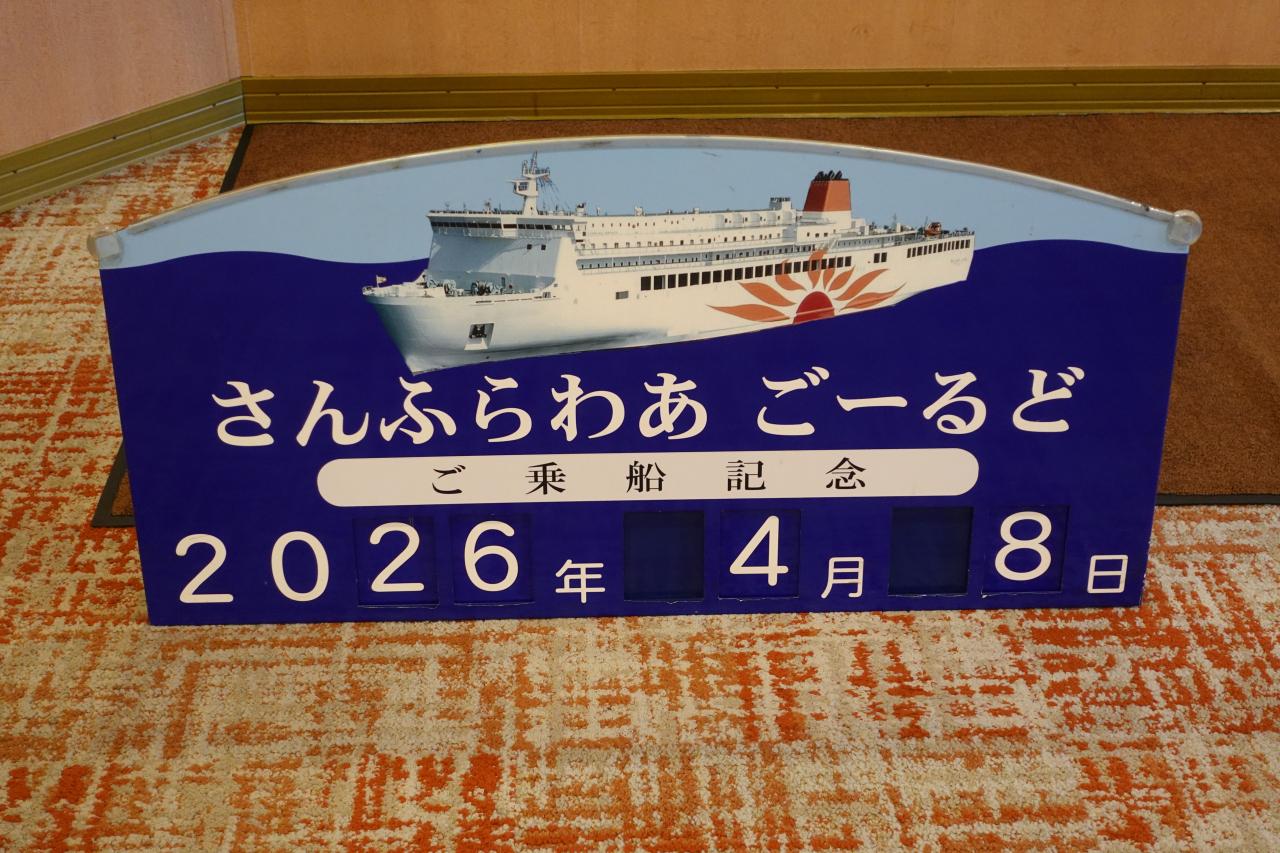 さんふらわあ ごーるど
ご乗船記念
2026年 4月 8日